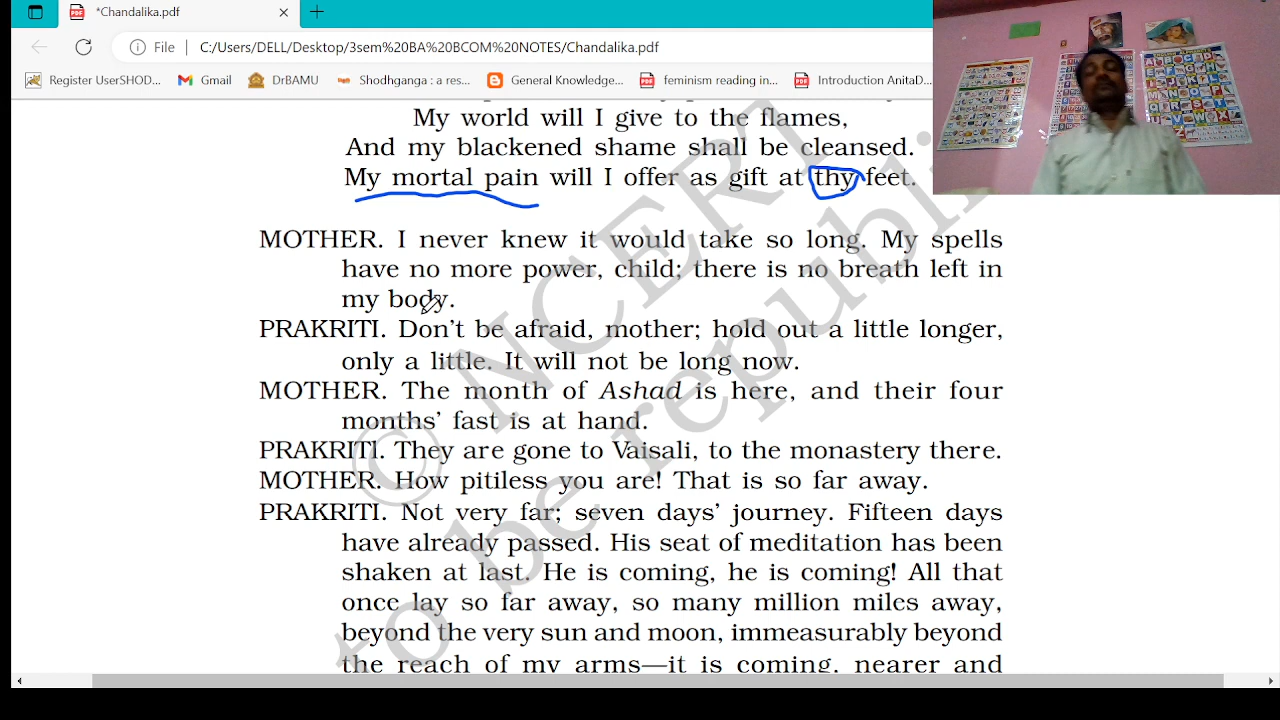 *Chandalika.pdf
File
C:/Users/DELL/Desktop/3sem%20BA%20BCOM%20NOTES/Chandalika.pdf
Register UserSHOD...
Gmail
DrBAMU
Shodhganga : a res...
General Knowledge...
feminism reading in...
Introduction AnitaD...
My world will I give to the flames,
And my blackened shame shall be cleansed.
My mortal pain will I offer as gift at thy feet.
MOTHER. I never knew it would take so long. My spells
have no more power, child; there is no breath left in
my body.
PRAKRITI. Don't be afraid, mother; hold out a little longer,
only a little. It will not be long now.
MOTHER. The month of Ashad is here, and their four
months' fast is at hand.
PRAKRITI. They are gone to Vaisali, to the monastery there.
MOTHER. How pitiless you are! That is so far away.
PRAKRITI. Not very far; seven days' journey. Fifteen days
have already passed. His seat of meditation has been
shaken at last. He is coming, he is coming! All that
once lay so far away, so many million miles away,
beyond the very sun and moon, immeasurably beyond
the reach of my arms—it is coming, nearer and
© NCERT
to be republi